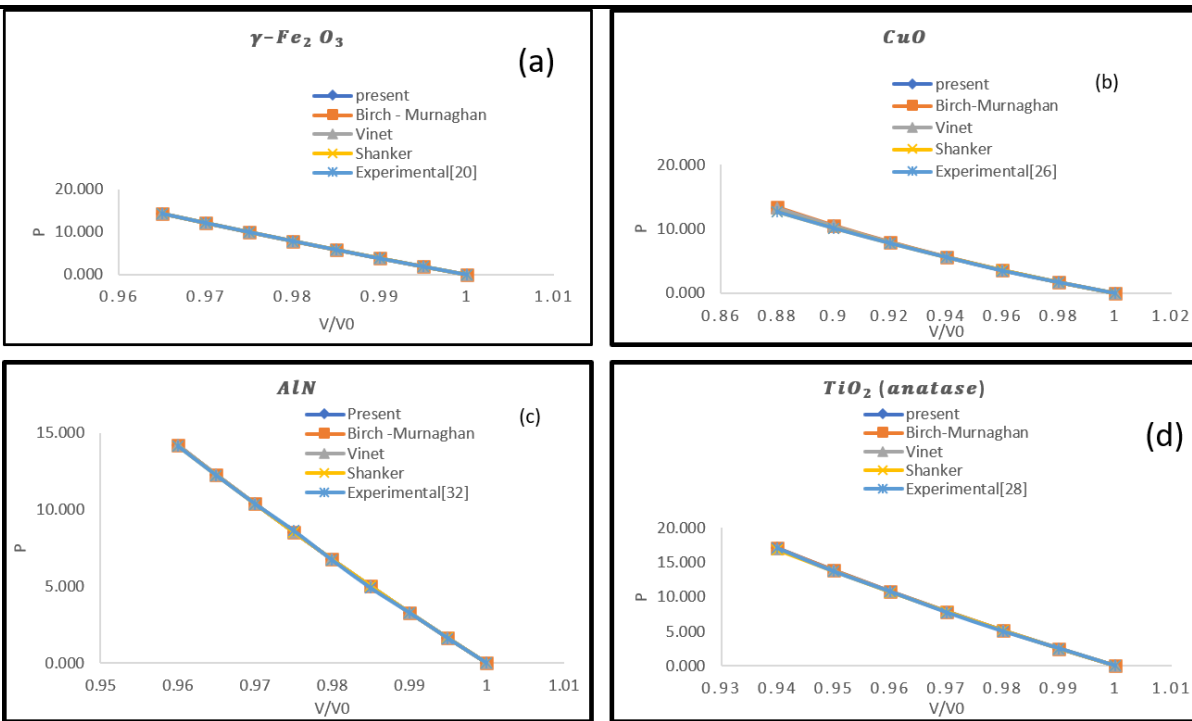 γ-Fe₂ O₃
(a)
present
Birch - Murnaghan
Vinet
Shanker
Experimental[20]
20.000
10.000
0.000
P
0.96 0.97 0.98 0.99 1 1.01
V/V0
CuO
(b)
present
Birch-Murnaghan
Vinet
Shanker
Experimental[26]
20.000
10.000
0.000
P
0.86 0.88 0.9 0.92 0.94 0.96 0.98 1 1.02
V/V0
AlN
(c)
Present
Birch -Murnaghan
Vinet
Shanker
Experimental[32]
15.000
10.000
5.000
0.000
P
0.95 0.96 0.97 0.98 0.99 1 1.01
V/V0
TiO₂ (anatase)
(d)
present
Birch-Murnaghan
Vinet
Shanker
Experimental[28]
20.000
15.000
10.000
5.000
0.000
P
0.93 0.94 0.95 0.96 0.97 0.98 0.99 1 1.01
V/V0